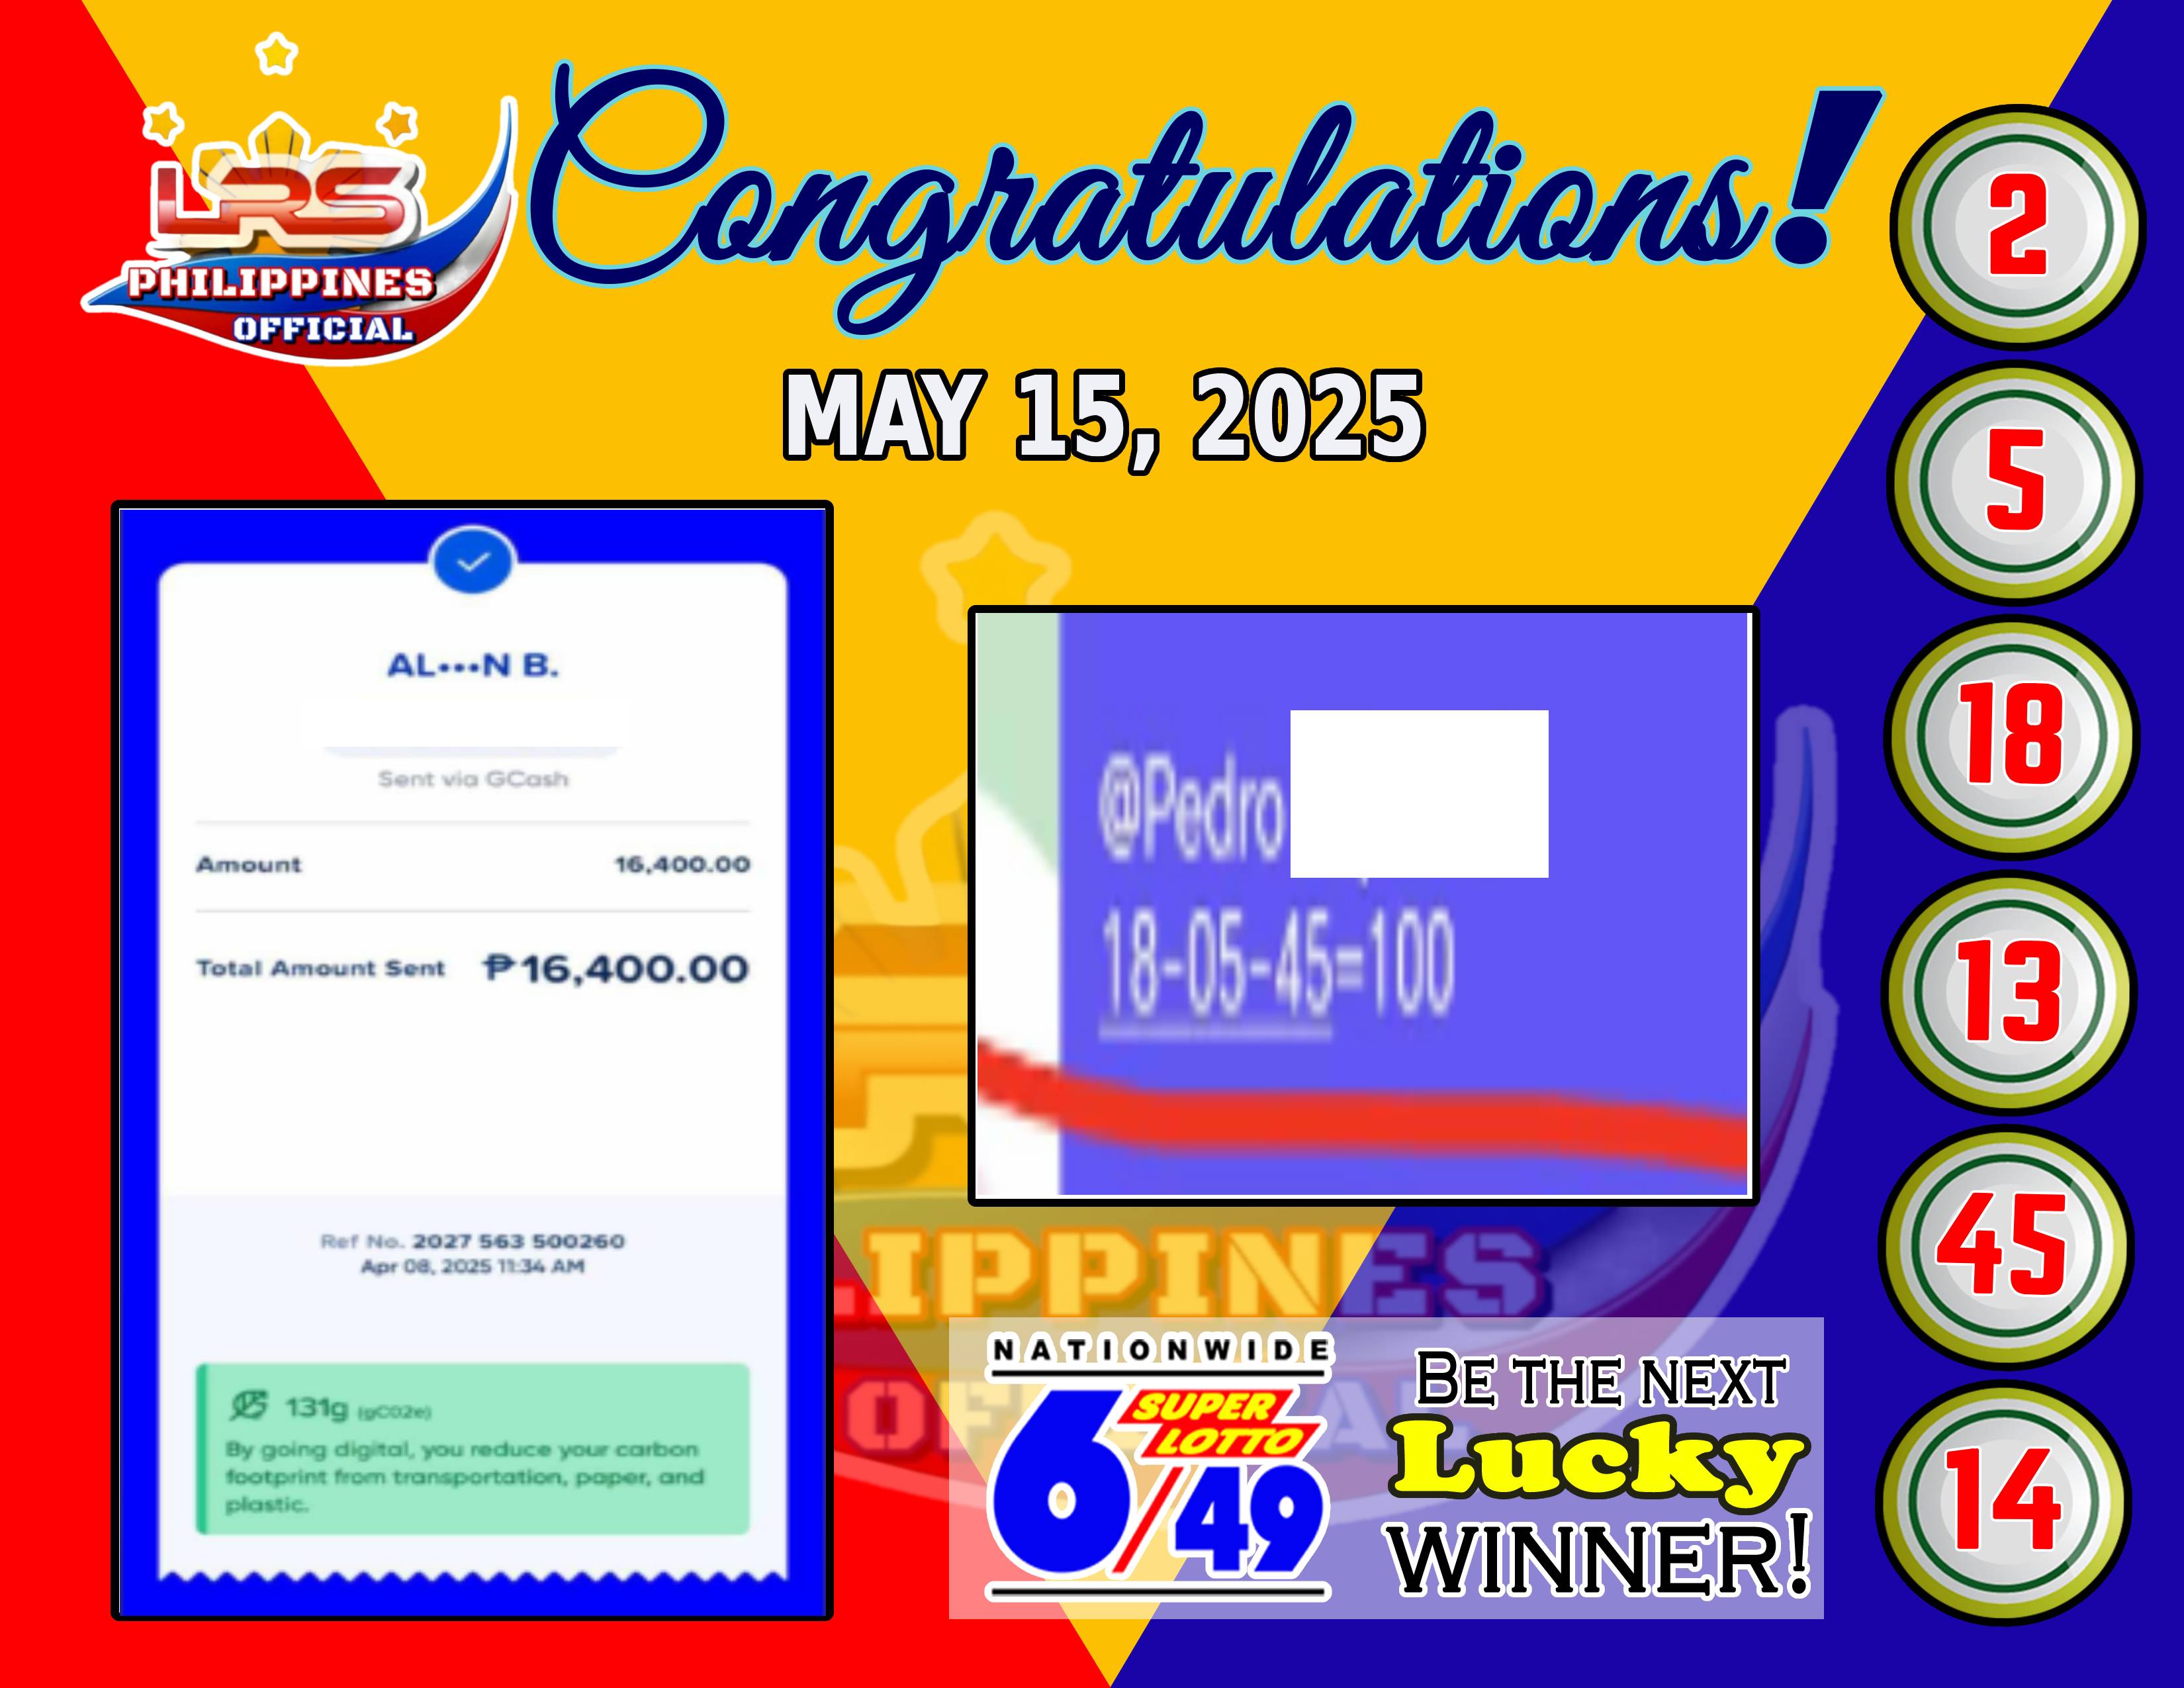 LRS
PHILIPPINES
OFFICIAL
Congratulations!
MAY 15, 2025
AL•••N B.
Sent via GCash
Amount 16,400.00
Total Amount Sent ₱16,400.00
Ref No. 2027 563 500260
Apr 08, 2025 11:34 AM
131g (gCO2e)
By going digital, you reduce your carbon
footprint from transportation, paper, and
plastic.
@Pedro
18-05-45=100
LIPPINES
NATIONWIDE
6/49
SUPER
LOTTO
BE THE NEXT
Lucky
WINNER!
2
5
18
13
45
14